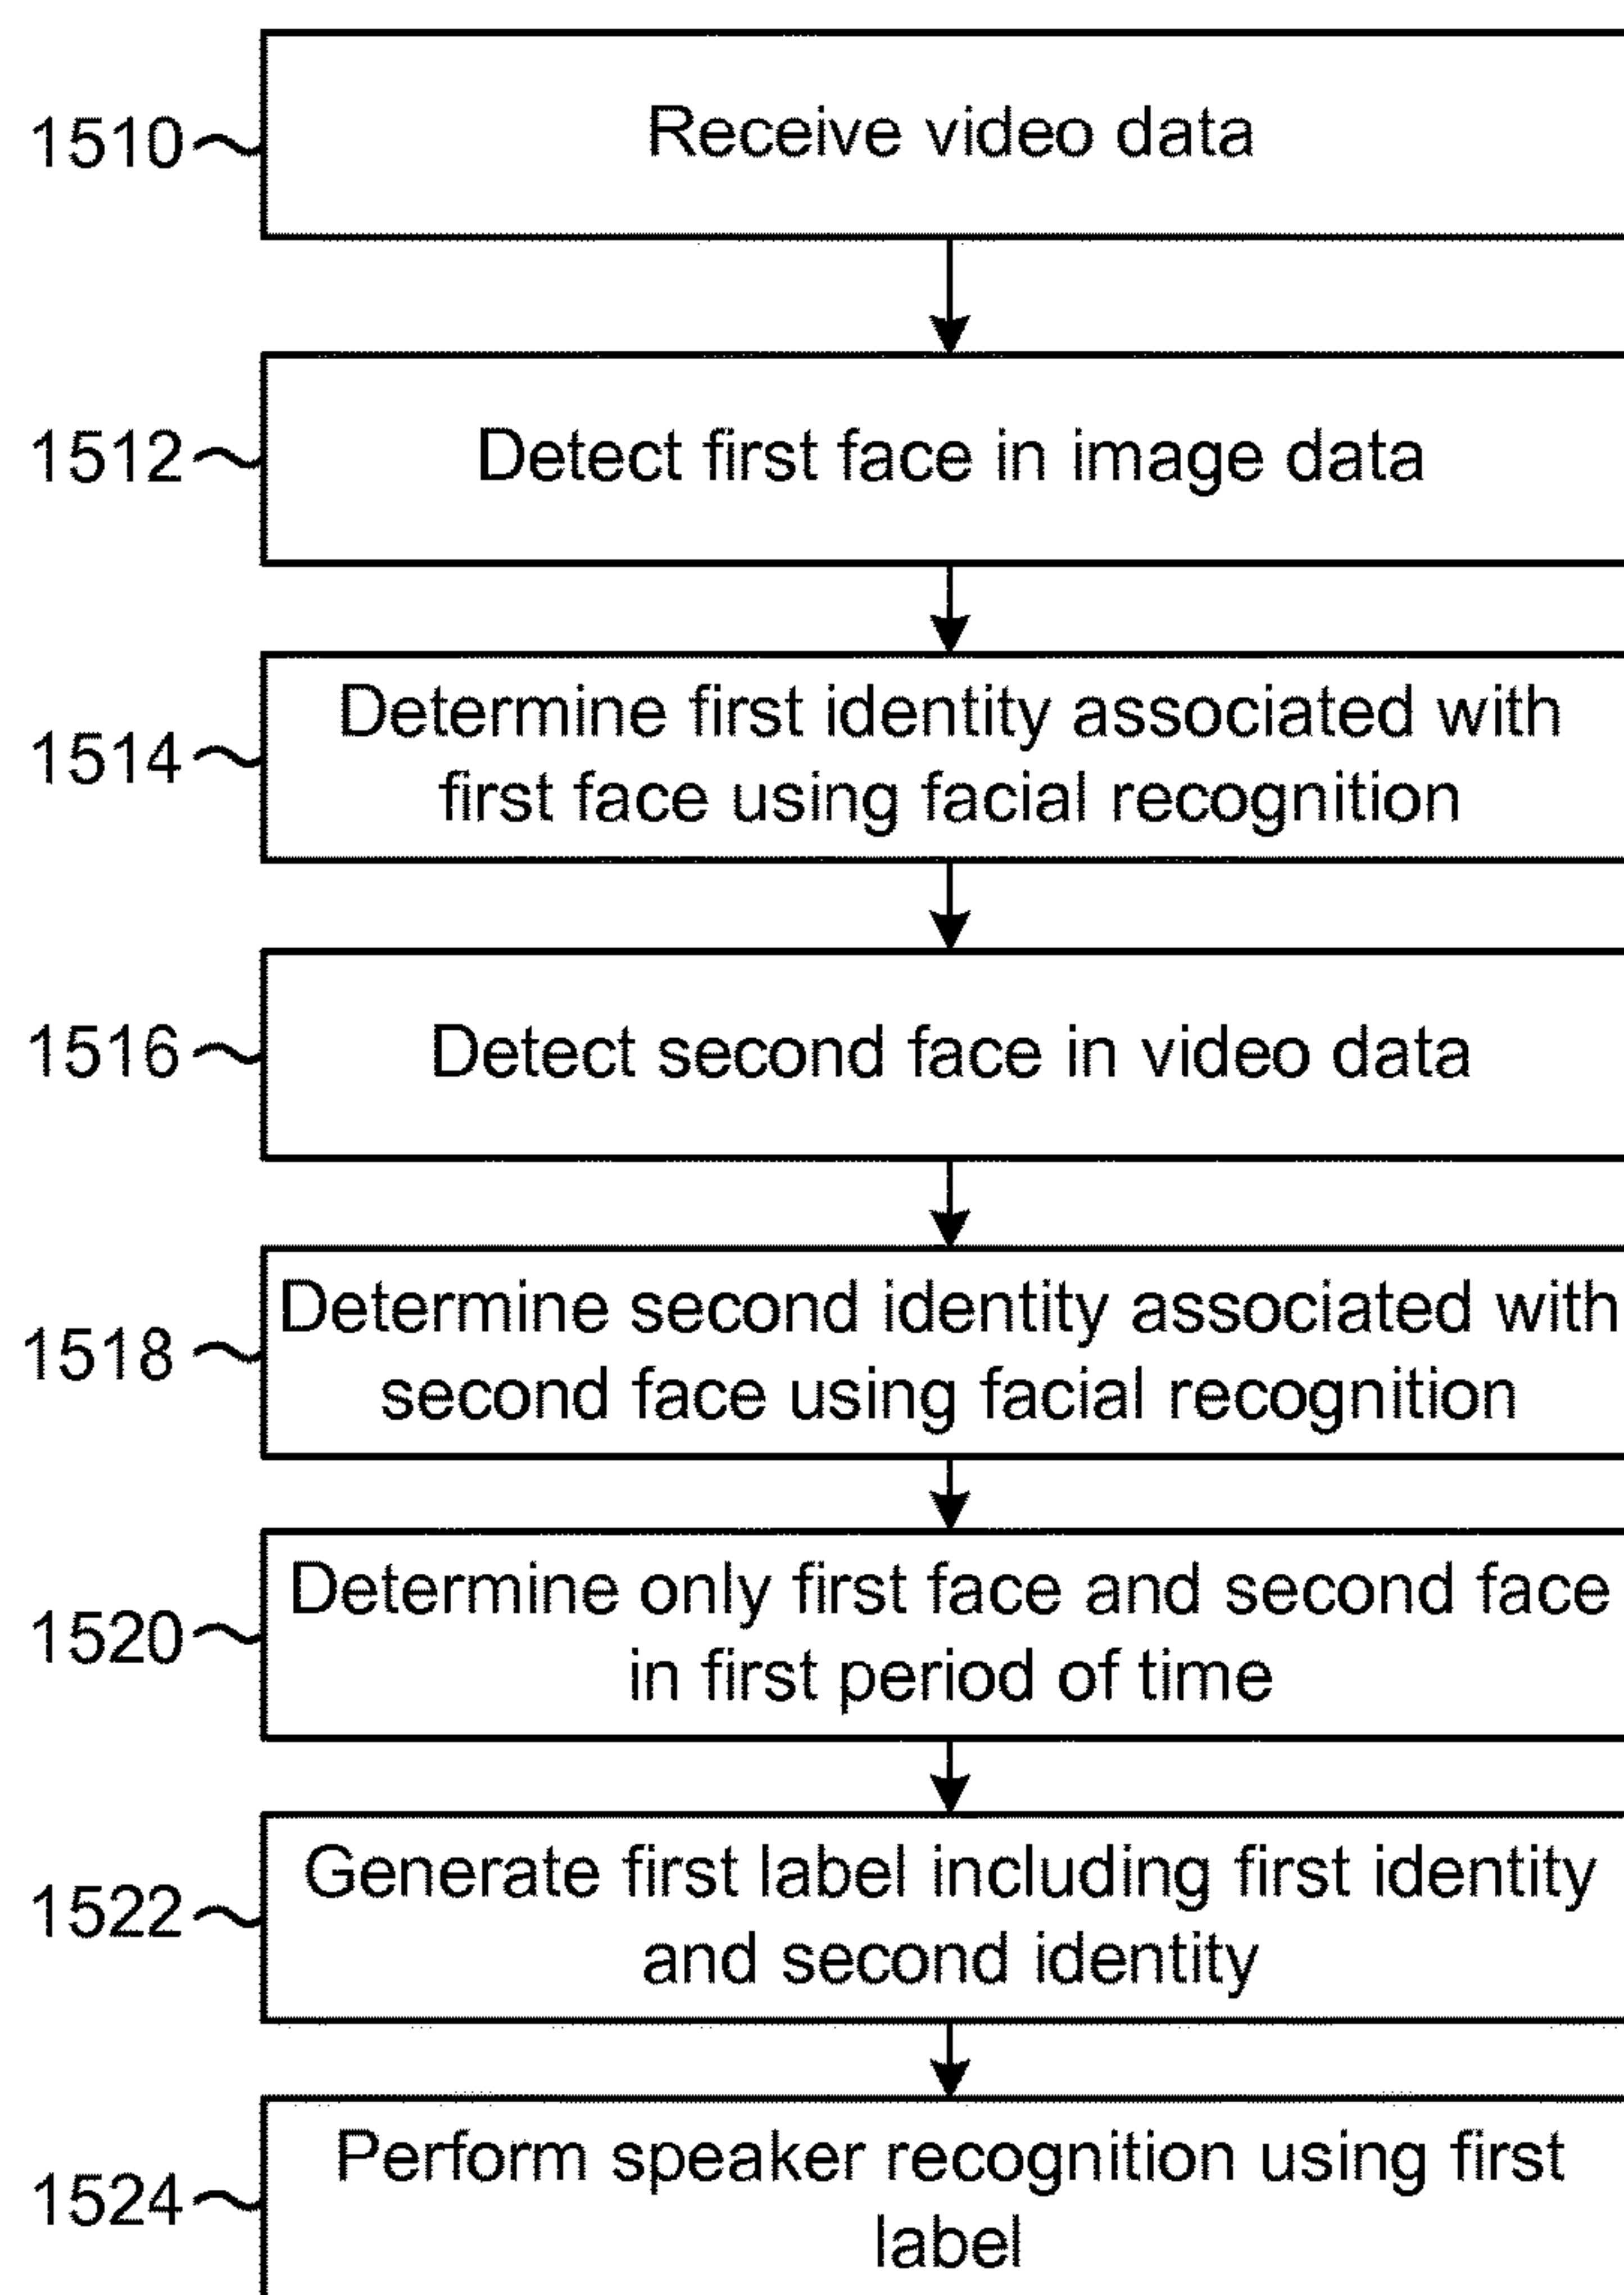 1510
Receive video data
1512
Detect first face in image data
1514
Determine first identity associated with
first face using facial recognition
1516
Detect second face in video data
1518
Determine second identity associated with
second face using facial recognition
1520
Determine only first face and second face
in first period of time
1522
Generate first label including first identity
and second identity
1524
Perform speaker recognition using first
label